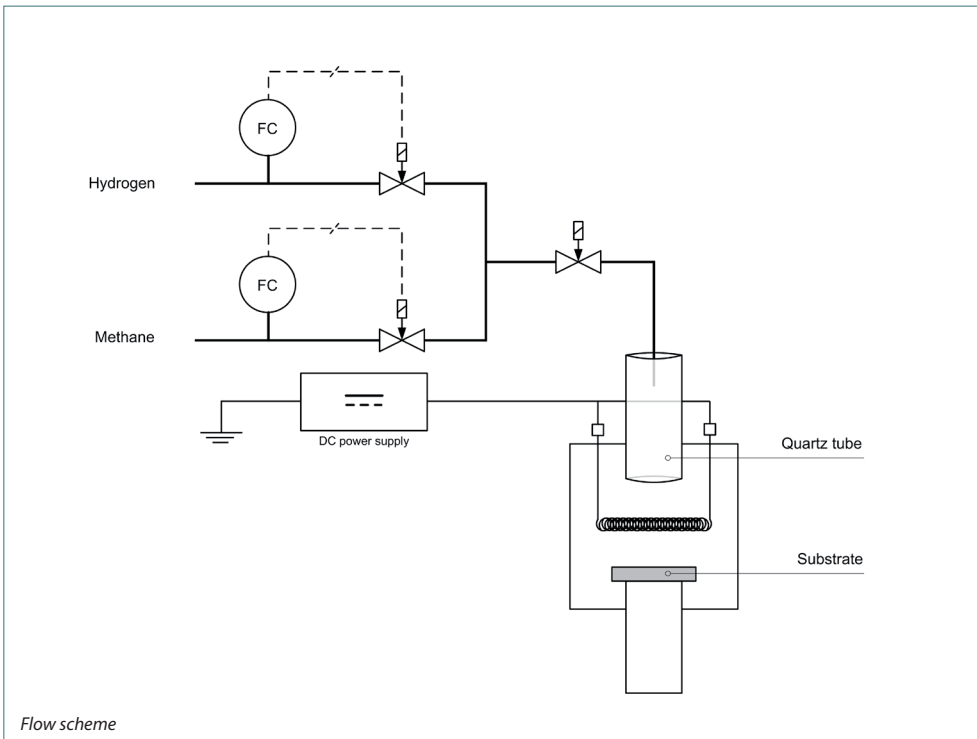 FC
Hydrogen
FC
Methane
DC power supply
Quartz tube
Substrate
Flow scheme